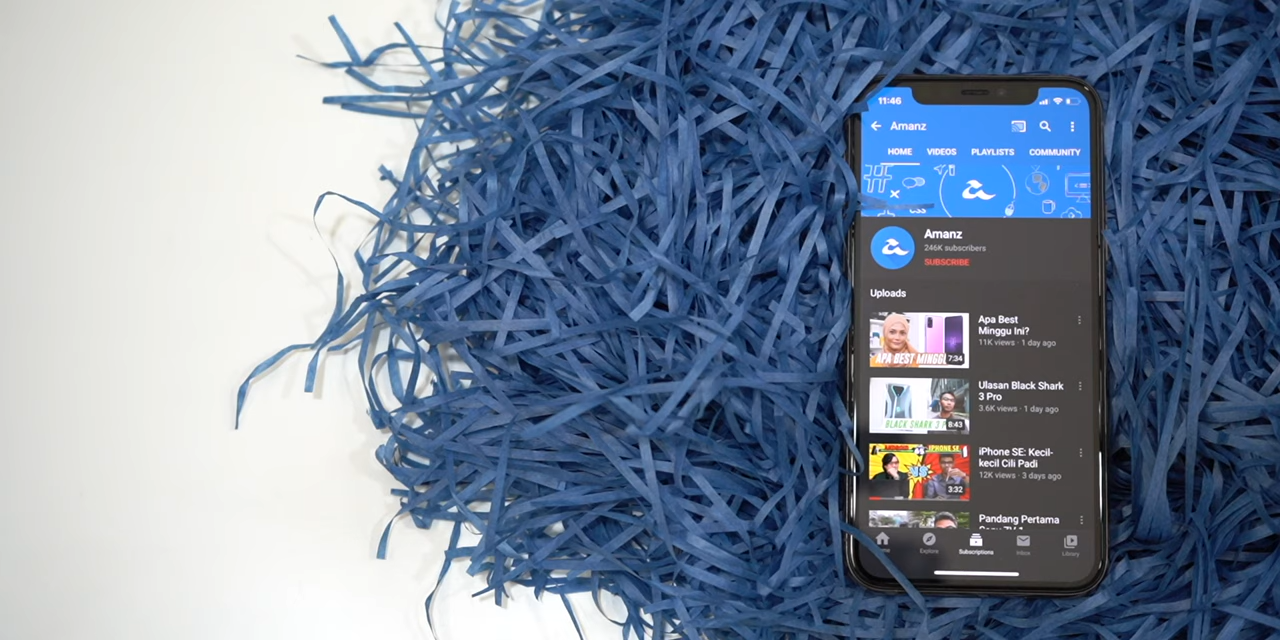 11:46
Amanz
HOME VIDEOS PLAYLISTS COMMUNITY
#
CSS
Amanz
246K subscribers
SUBSCRIBE
Uploads
Apa Best
Minggu Ini?
11K views · 1 day ago
APA BEST MINGGU
7:34
Ulasan Black Shark
3 Pro
3.6K views · 1 day ago
BLACK SHARK 3 P
8:43
iPhone SE: Kecil-
kecil Cili Padi
12K views · 3 days ago
IPHONE SE
VS
3:32
Pandang Pertama
Explore Subscriptions Inbox Library